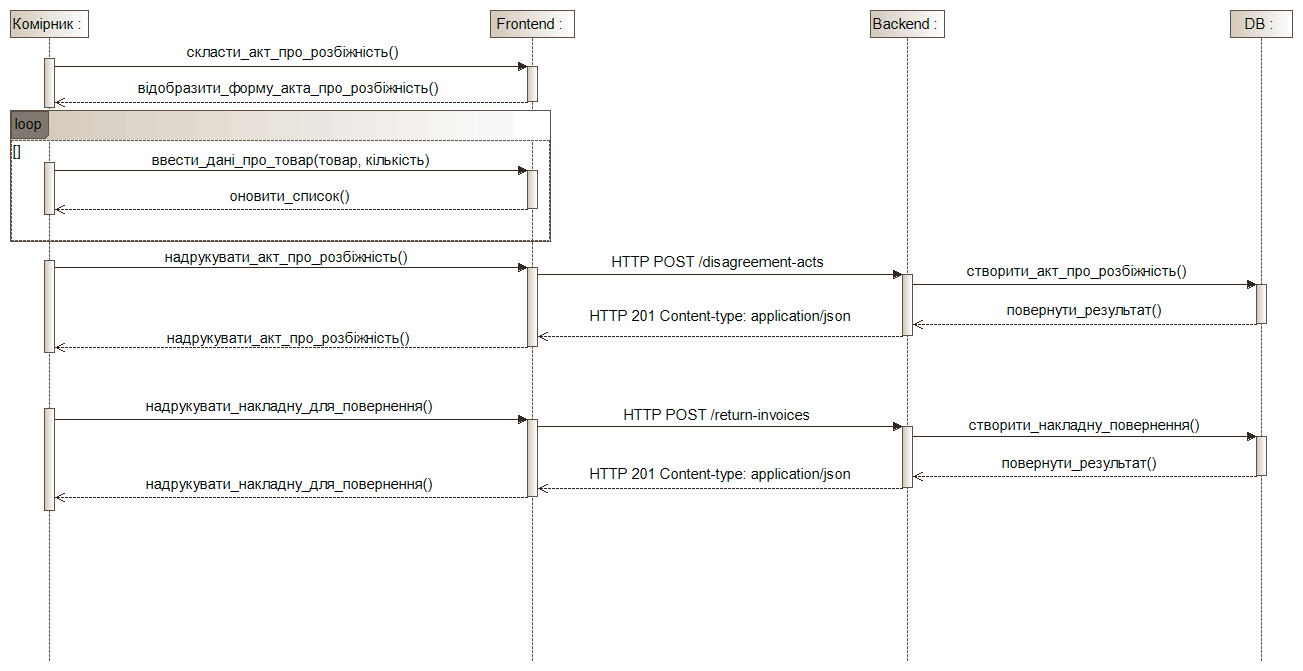 Комірник :
Frontend :
Backend :
DB :
скласти_акт_про_розбіжність()
відобразити_форму_акта_про_розбіжність()
loop
[]
ввести_дані_про_товар(товар, кількість)
оновити_список()
надрукувати_акт_про_розбіжність()
HTTP POST /disagreement-acts
створити_акт_про_розбіжність()
повернути_результат()
HTTP 201 Content-type: application/json
надрукувати_акт_про_розбіжність()
надрукувати_накладну_для_повернення()
HTTP POST /return-invoices
створити_накладну_повернення()
повернути_результат()
HTTP 201 Content-type: application/json
надрукувати_накладну_для_повернення()